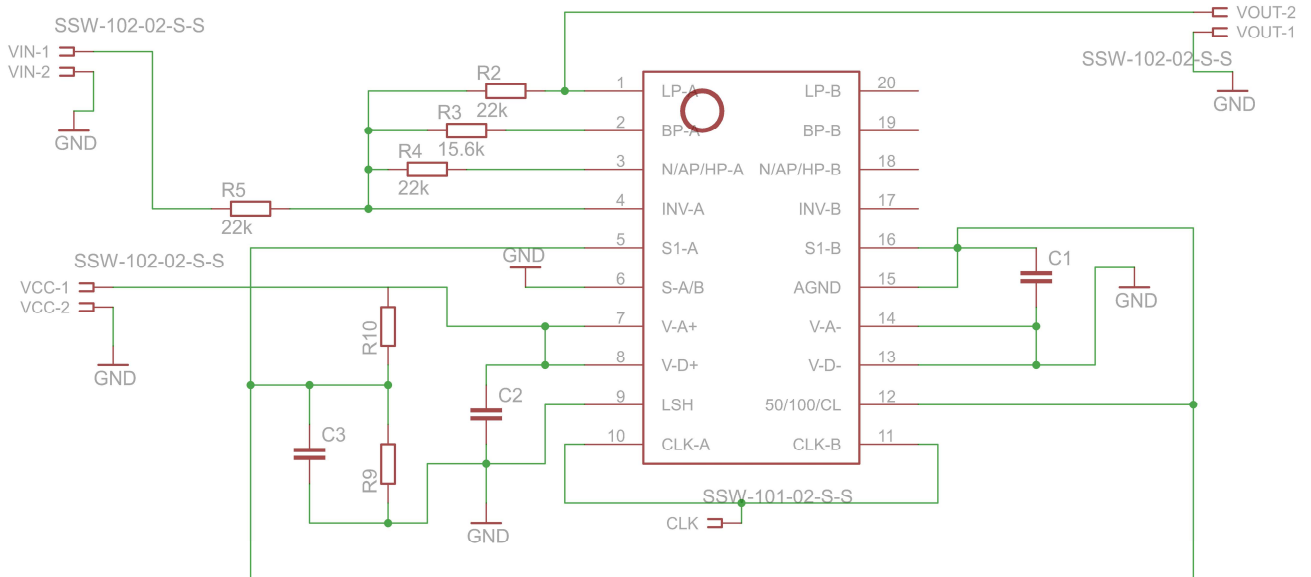 SSW-102-02-S-S
VIN-1
VIN-2
GND
VOUT-2
VOUT-1
SSW-102-02-S-S
GND
R2
22k
R3
15.6k
R4
22k
R5
22k
1 LP-A LP-B 20
2 BP-A BP-B 19
3 N/AP/HP-A N/AP/HP-B 18
4 INV-A INV-B 17
5 S1-A S1-B 16
6 S-A/B AGND 15
7 V-A+ V-A- 14
8 V-D+ V-D- 13
9 LSH 50/100/CL 12
10 CLK-A CLK-B 11
GND
C1
GND
SSW-102-02-S-S
VCC-1
VCC-2
GND
R10
C2
C3
R9
GND
SSW-101-02-S-S
CLK